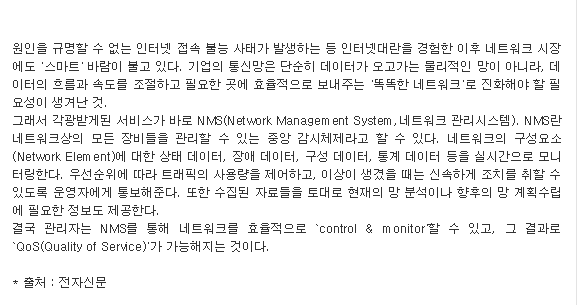 원인을 규명할 수 없는 인터넷 접속 불능 사태가 발생하는 등 인터넷대란을 경험한 이후 네트워크 시장
에도 '스마트' 바람이 불고 있다. 기업의 통신망은 단순히 데이터가 오고가는 물리적인 망이 아니라, 데
이터의 흐름과 속도를 조절하고 필요한 곳에 효율적으로 보내주는 '똑똑한 네트워크'로 진화해야 할 필
요성이 생겨난 것.
그래서 각광받게된 서비스가 바로 NMS(Network Management System, 네트워크 관리시스템). NMS란
네트워크상의 모든 장비들을 관리할 수 있는 중앙 감시체제라고 할 수 있다. 네트워크의 구성요소
(Network Element)에 대한 상태 데이터, 장애 데이터, 구성 데이터, 통계 데이터 등을 실시간으로 모니
터링한다. 우선순위에 따라 트래픽의 사용량을 제어하고, 이상이 생겼을 때는 신속하게 조치를 취할 수
있도록 운영자에게 통보해준다. 또한 수집된 자료들을 토대로 현재의 망 분석이나 향후의 망 계획수립
에 필요한 정보도 제공한다.
결국 관리자는 NMS를 통해 네트워크를 효율적으로 `control & monitor'할 수 있고, 그 결과로
`QoS(Quality of Service)'가 가능해지는 것이다.
* 출처 : 전자신문